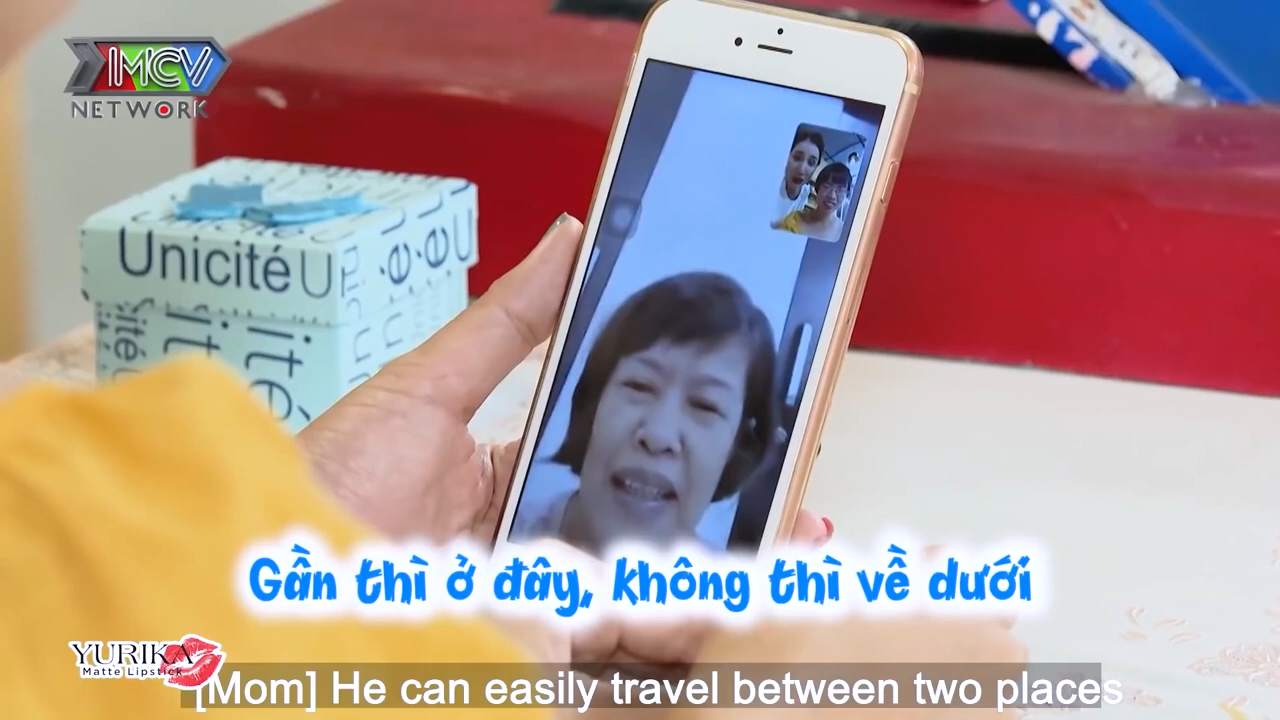 MCV
NETWORK
Unicité U
Gần thì ở đây, không thì về dưới
YURIKA
Matte Lipstick
[Mom] He can easily travel between two places